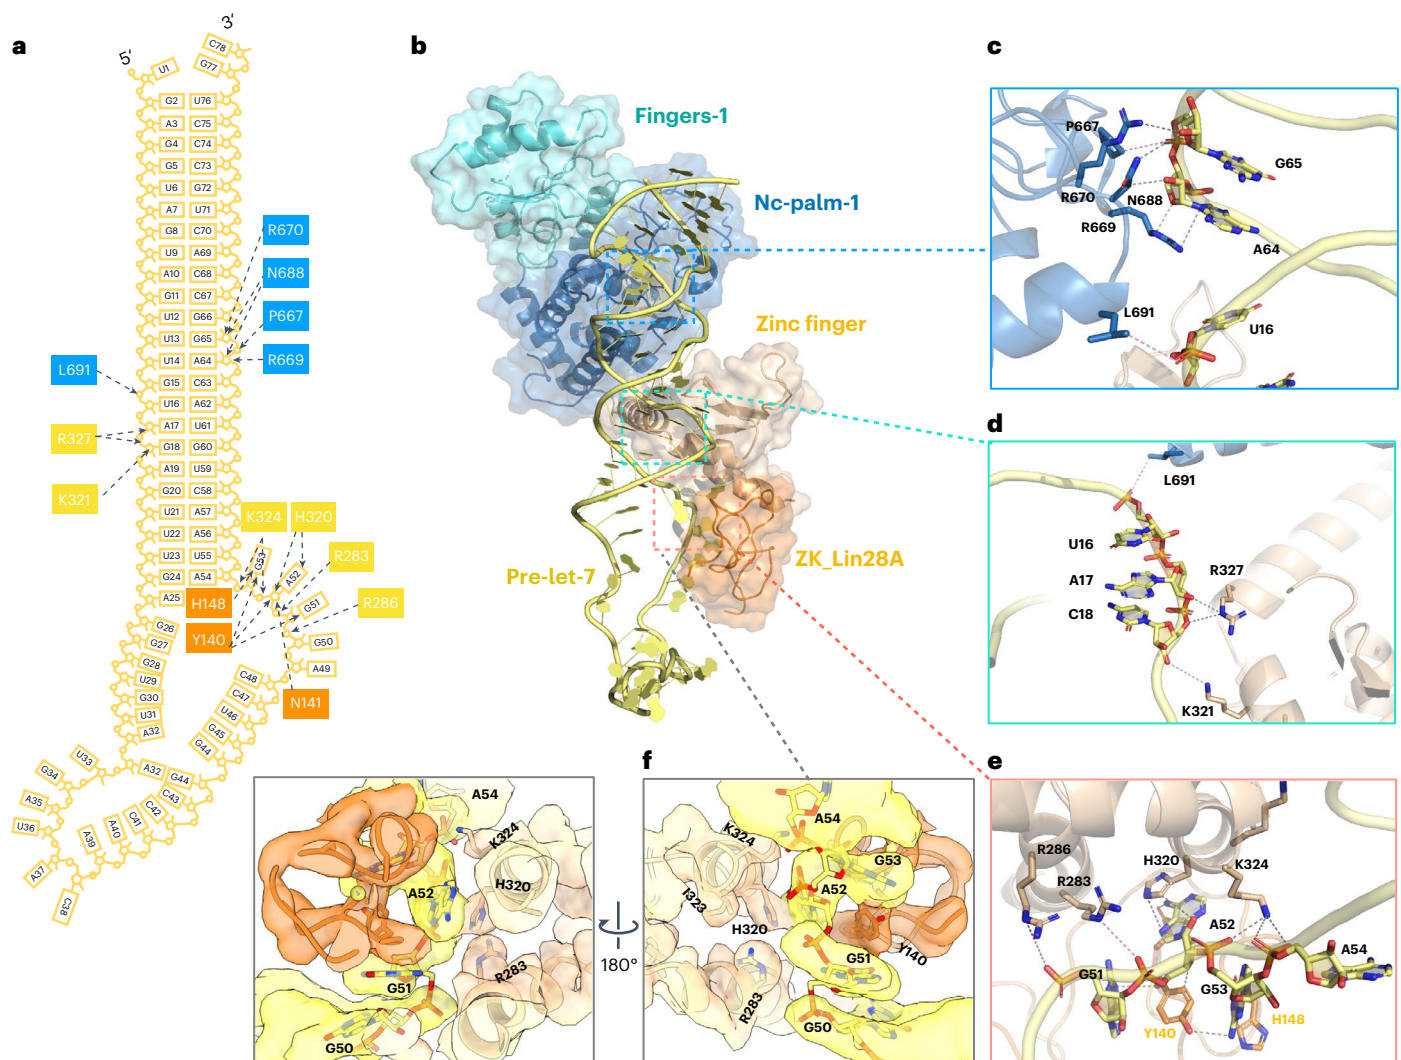 a
5′
3′
C78
U1
G77
G2 U76
A3 C75
G4 C74
G5 C73
U6 G72
A7 U71
G8 C70
U9 A69
A10 C68
G11 C67
U12 G66
U13 G65
U14 A64
G15 C63
U16 A62
A17 U61
G18 G60
A19 U59
G20 C58
U21 A57
U22 A56
U23 U55
G24 A54
A25
G53
A52
G51
G50
A49
G26
G27
G28
U29
G30
U31
A32
C48
C47
U46
G45
G44
U33
G34
A35
U36
A37
C38
A39
A40
C41
C42
C43
A32
G44
R670
N688
P667
R669
L691
R327
K321
K324
H320
R283
R286
H148
Y140
N141
b
Fingers-1
Nc-palm-1
Zinc finger
ZK_Lin28A
Pre-let-7
c
P667
R670
N688
R669
G65
A64
L691
U16
d
L691
U16
A17
C18
R327
K321
A54
K324
A52
H320
R283
G51
G50
180°
f
A54
K324
G53
A52
I323
H320
Y140
G51
R283
G50
e
R286
H320
K324
R283
A52
A54
G51
G53
Y140
H148